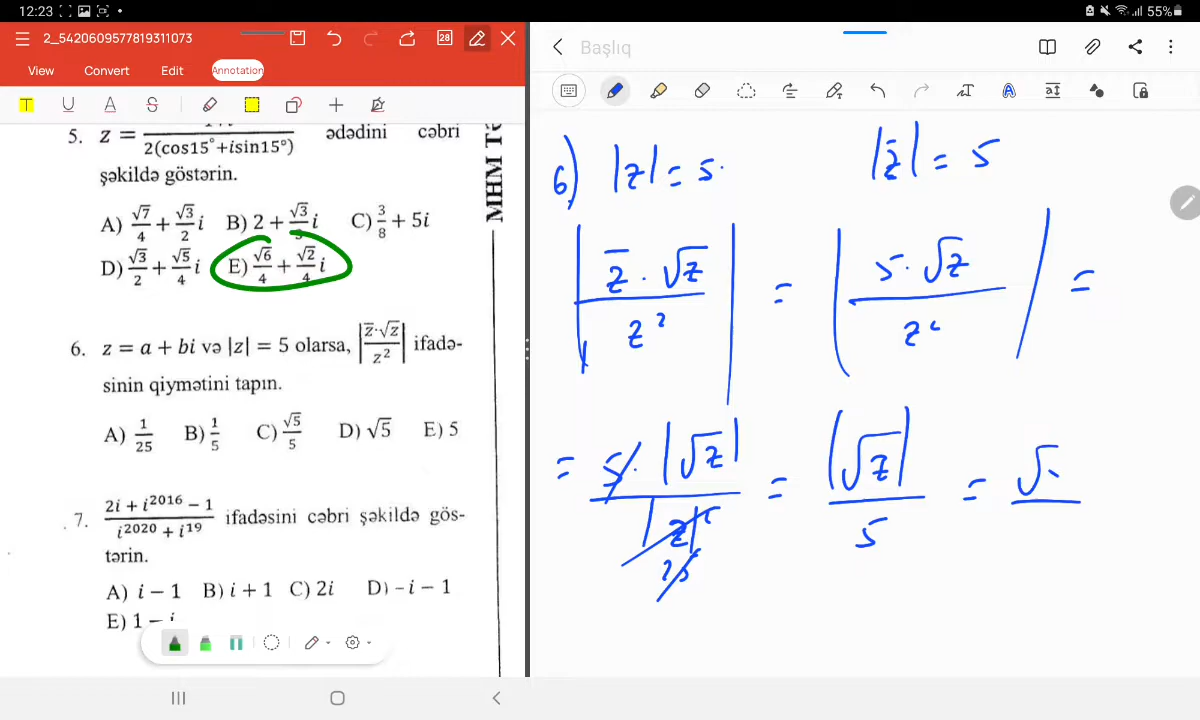 12:23
55%
2_5420609577819311073
28
View Convert Edit Annotation
5. z = 2(cos15°+isin15°) ədədini cəbri
şəkildə göstərin.
A) √7/4 + √3/2 i B) 2 + √3/3 i C) 3/8 + 5i
D) √3/2 + √5/4 i E) √6/4 + √2/4 i
6. z = a + bi və |z| = 5 olarsa, |z̅·√z / z²| ifadə-
sinin qiymətini tapın.
A) 1/25 B) 1/5 C) √5/5 D) √5 E) 5
7. (2i + i^2016 − 1)/(i^2020 + i^19) ifadəsini cəbri şəkildə gös-
tərin.
A) i − 1 B) i + 1 C) 2i D) −i − 1
E) 1 − i
Başlıq
6) |z| = 5. |z̅| = 5
|z̅ · √z / z²| = |5 · √z / z²| =
= 5 · |√z| / |z|² 25 = |√z| / 5 = √5